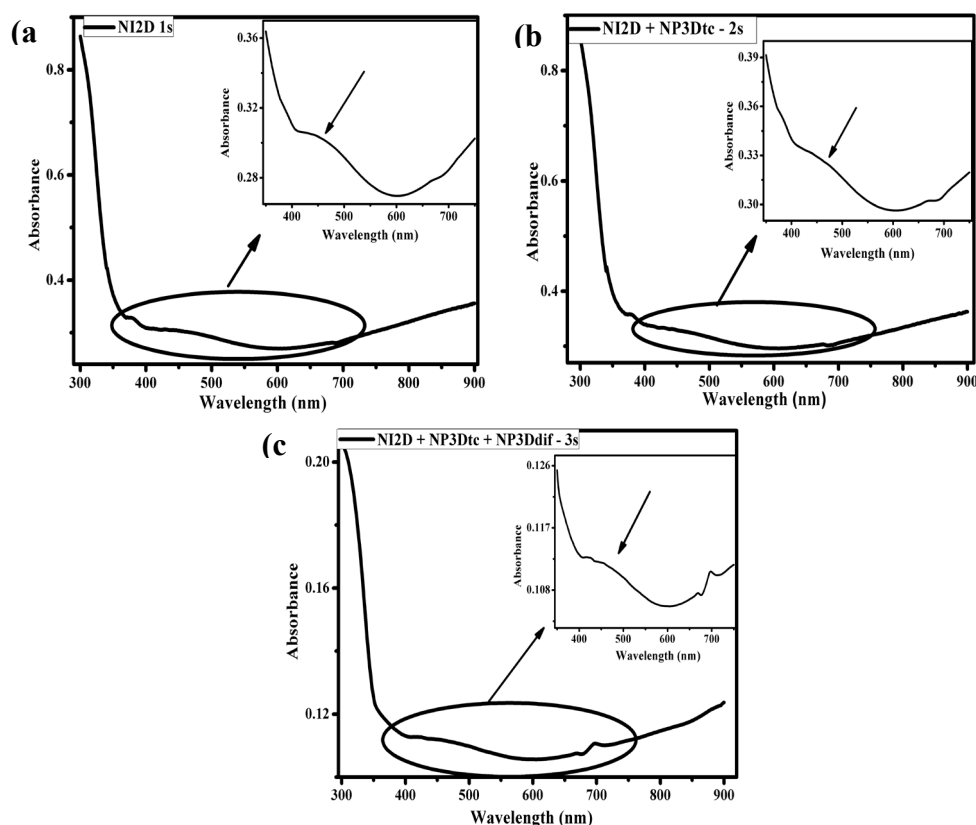 (a
NI2D 1s
Absorbance
0.8
0.6
0.4
300 400 500 600 700 800 900
Wavelength (nm)
Absorbance
0.36
0.32
0.28
400 500 600 700
Wavelength (nm)
(b
NI2D + NP3Dtc - 2s
Absorbance
0.8
0.6
0.4
300 400 500 600 700 800 900
Wavelength (nm)
Absorbance
0.39
0.36
0.33
0.30
400 500 600 700
Wavelength (nm)
(c
NI2D + NP3Dtc + NP3Ddif - 3s
Absorbance
0.20
0.16
0.12
300 400 500 600 700 800 900
Wavelength (nm)
Absorbance
0.126
0.117
0.108
400 500 600 700
Wavelength (nm)